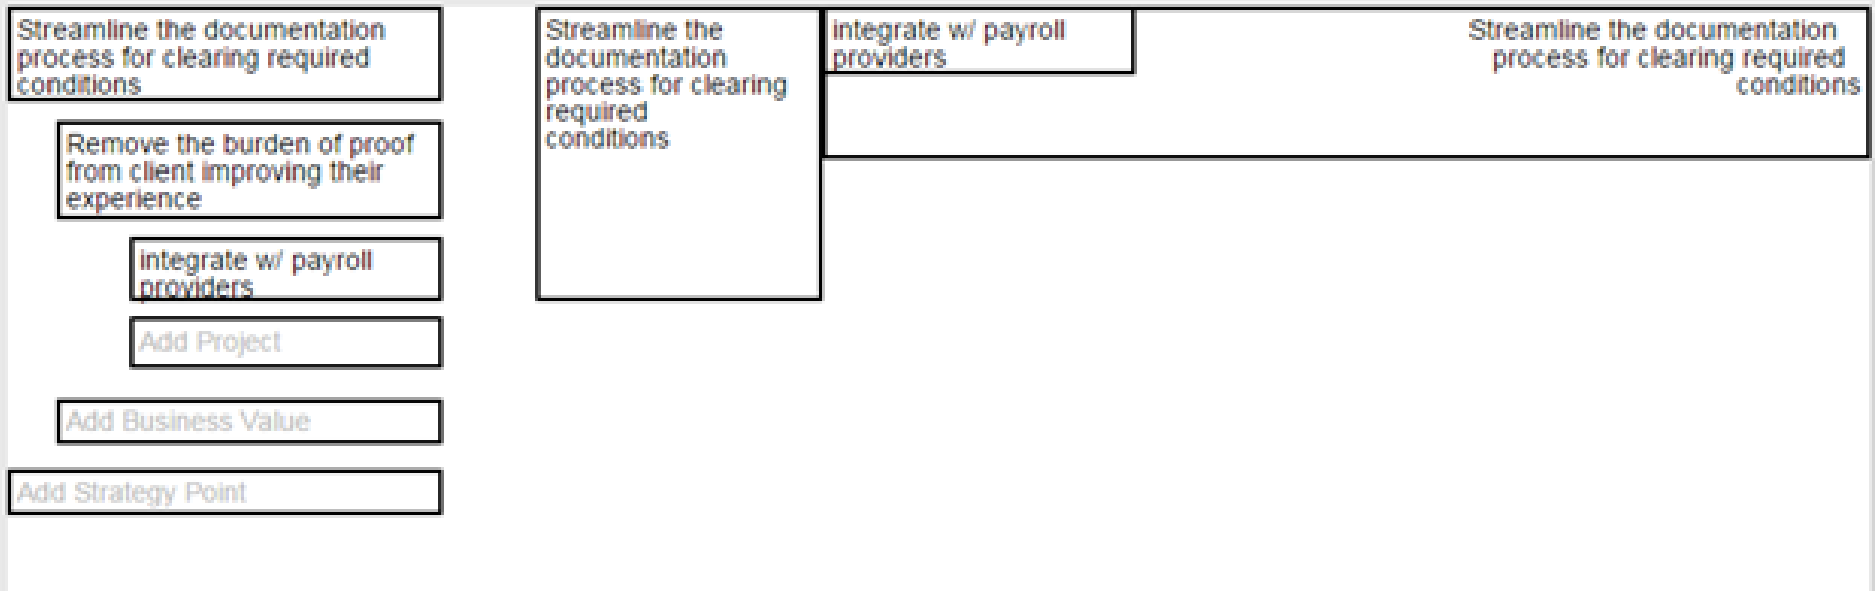 Streamline the documentation
process for clearing required
conditions
Remove the burden of proof
from client improving their
experience
integrate w/ payroll
providers
Add Project
Add Business Value
Add Strategy Point
Streamline the
documentation
process for clearing
required
conditions
integrate w/ payroll
providers
Streamline the documentation
process for clearing required
conditions